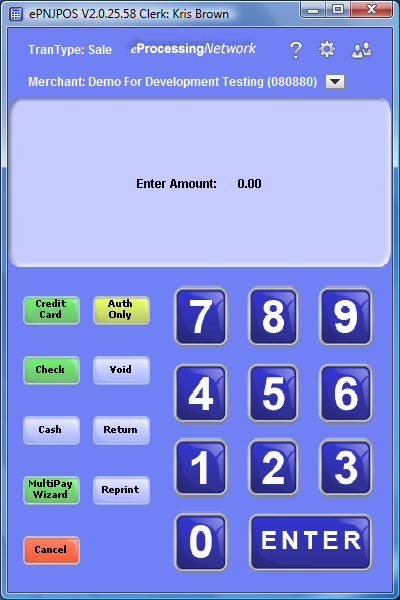 ePNJPOS V2.0.25.58 Clerk: Kris Brown
TranType: Sale
eProcessingNetwork
?
Merchant: Demo For Development Testing (080880)
Enter Amount: 0.00
Credit
Card
Auth
Only
7 8 9
Check
Void
4 5 6
Cash
Return
1 2 3
MultiPay
Wizard
Reprint
Cancel
0 ENTER